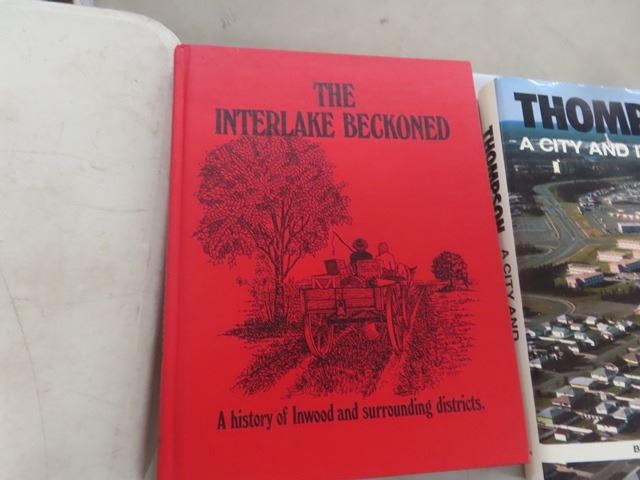 THE
INTERLAKE BECKONED
A history of Inwood and surrounding districts.
THOMPSON
A CITY AND
THOMP
A CITY AND